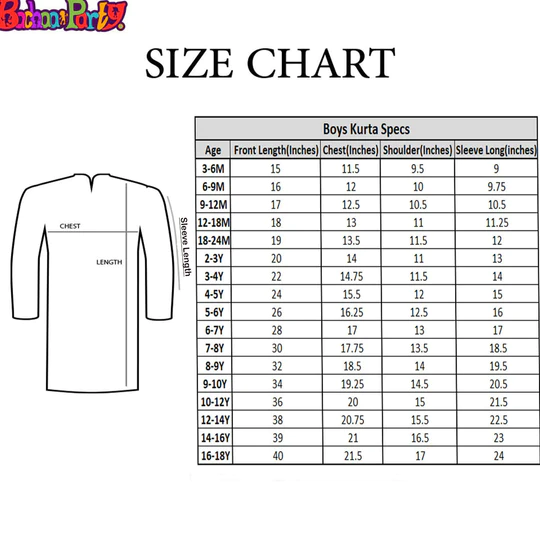 Bachaa Party.
SIZE CHART
Boys Kurta Specs
Age Front Length(Inches) Chest(Inches) Shoulder(Inches) Sleeve Long(inches)
3-6M 15 11.5 9.5 9
6-9M 16 12 10 9.75
9-12M 17 12.5 10.5 10.5
12-18M 18 13 11 11.25
18-24M 19 13.5 11.5 12
2-3Y 20 14 11 13
3-4Y 22 14.75 11.5 14
4-5Y 24 15.5 12 15
5-6Y 26 16.25 12.5 16
6-7Y 28 17 13 17
7-8Y 30 17.75 13.5 18.5
8-9Y 32 18.5 14 19.5
9-10Y 34 19.25 14.5 20.5
10-12Y 36 20 15 21.5
12-14Y 38 20.75 15.5 22.5
14-16Y 39 21 16.5 23
16-18Y 40 21.5 17 24
CHEST
LENGTH
Sleeve Length